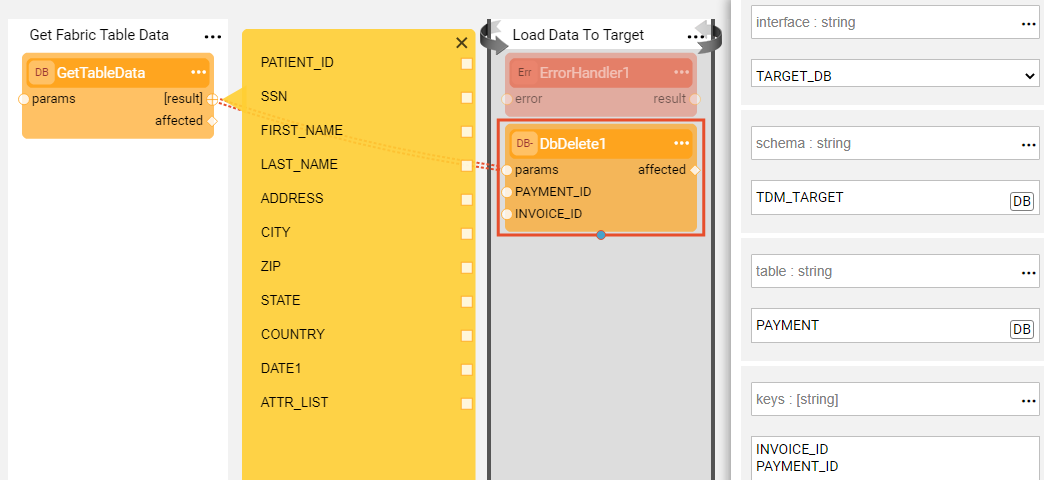 Get Fabric Table Data
...
DB GetTableData ...
params [result]
affected
PATIENT_ID
SSN
FIRST_NAME
LAST_NAME
ADDRESS
CITY
ZIP
STATE
COUNTRY
DATE1
ATTR_LIST
Load Data To Target
...
Err ErrorHandler1 ...
error result
DB- DbDelete1 ...
params affected
PAYMENT_ID
INVOICE_ID
interface : string ...
TARGET_DB
schema : string ...
TDM_TARGET DB
table : string ...
PAYMENT DB
keys : [string] ...
INVOICE_ID
PAYMENT_ID